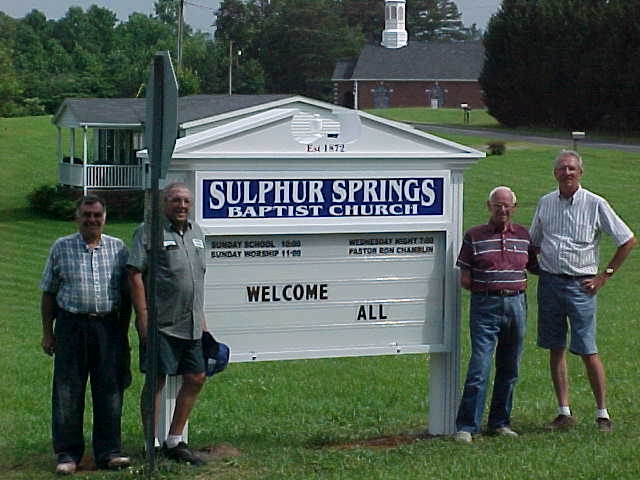 Est 1872
SULPHUR SPRINGS
BAPTIST CHURCH
SUNDAY SCHOOL 10:00 WEDNESDAY NIGHT 7:00
SUNDAY WORSHIP 11:00 PASTOR RON CHAMBLIN
WELCOME
ALL